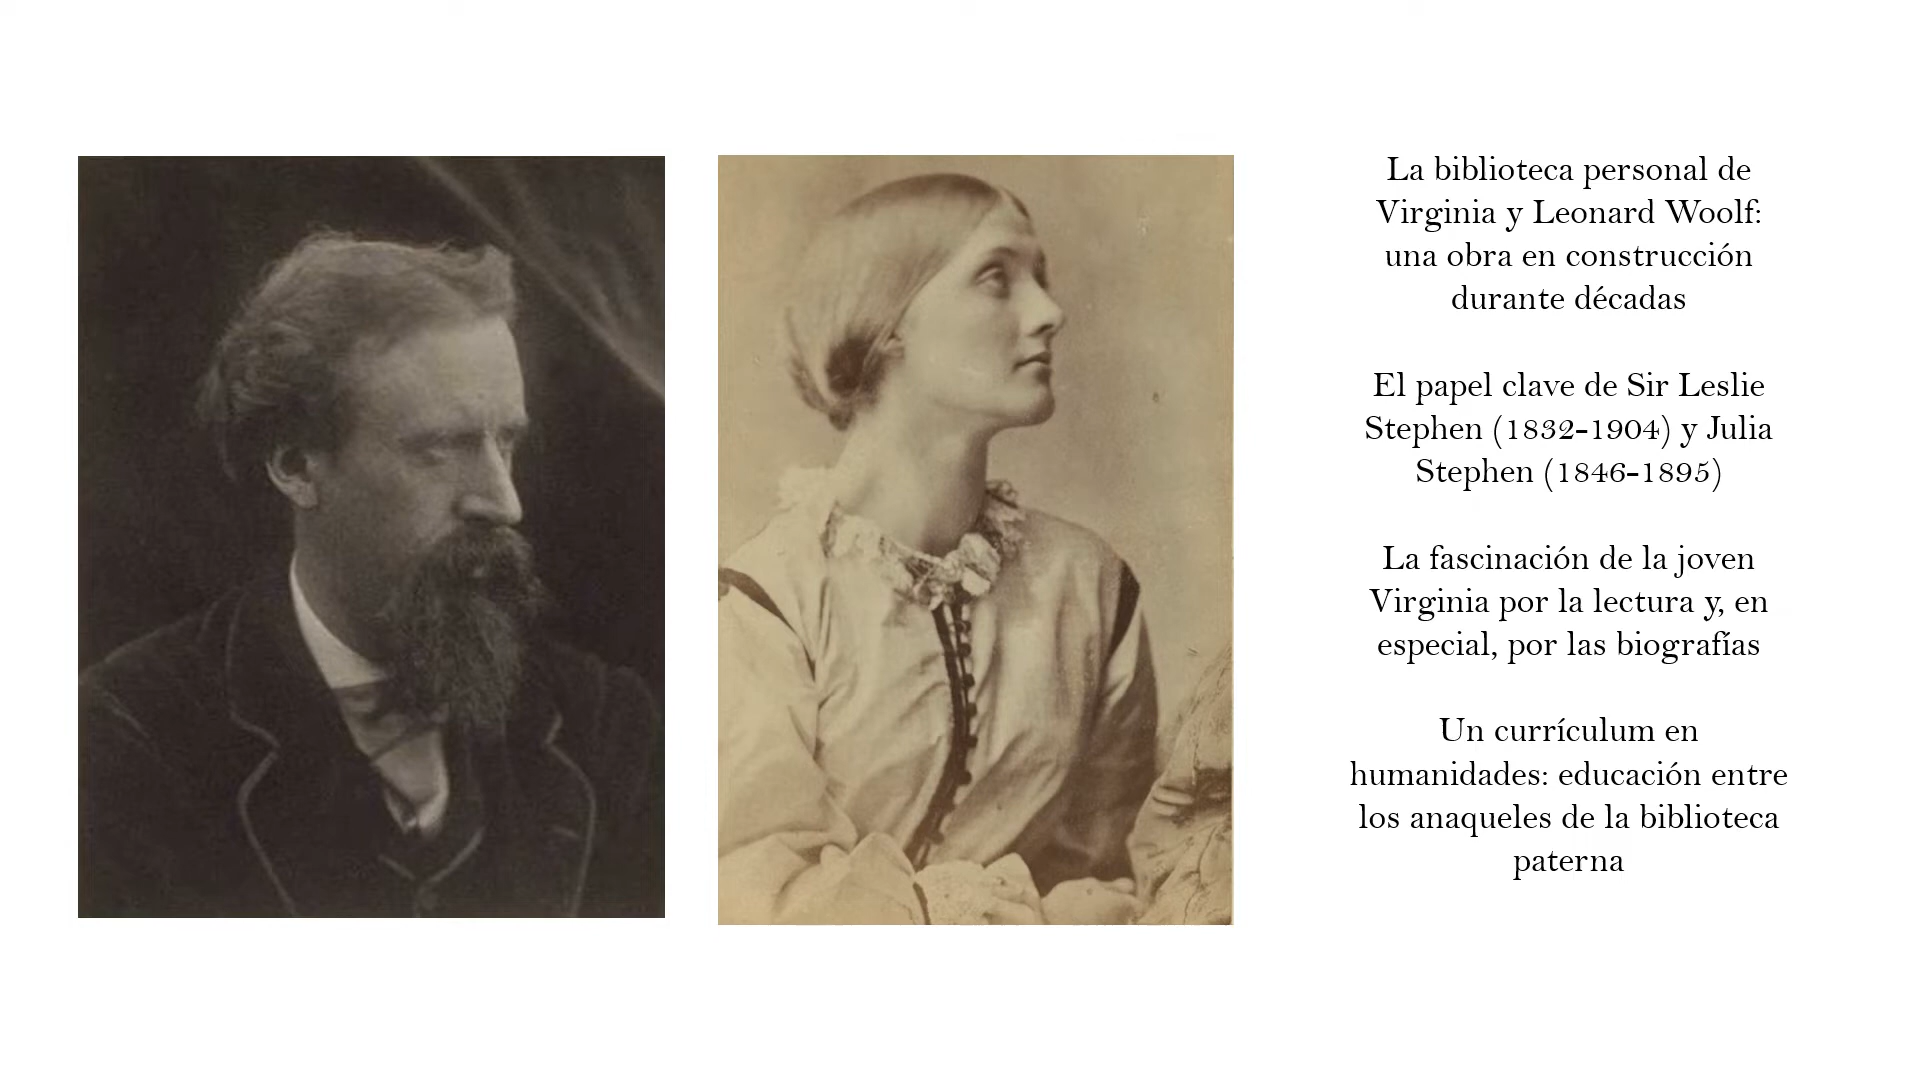 La biblioteca personal de
Virginia y Leonard Woolf:
una obra en construcción
durante décadas
El papel clave de Sir Leslie
Stephen (1832-1904) y Julia
Stephen (1846-1895)
La fascinación de la joven
Virginia por la lectura y, en
especial, por las biografías
Un currículum en
humanidades: educación entre
los anaqueles de la biblioteca
paterna